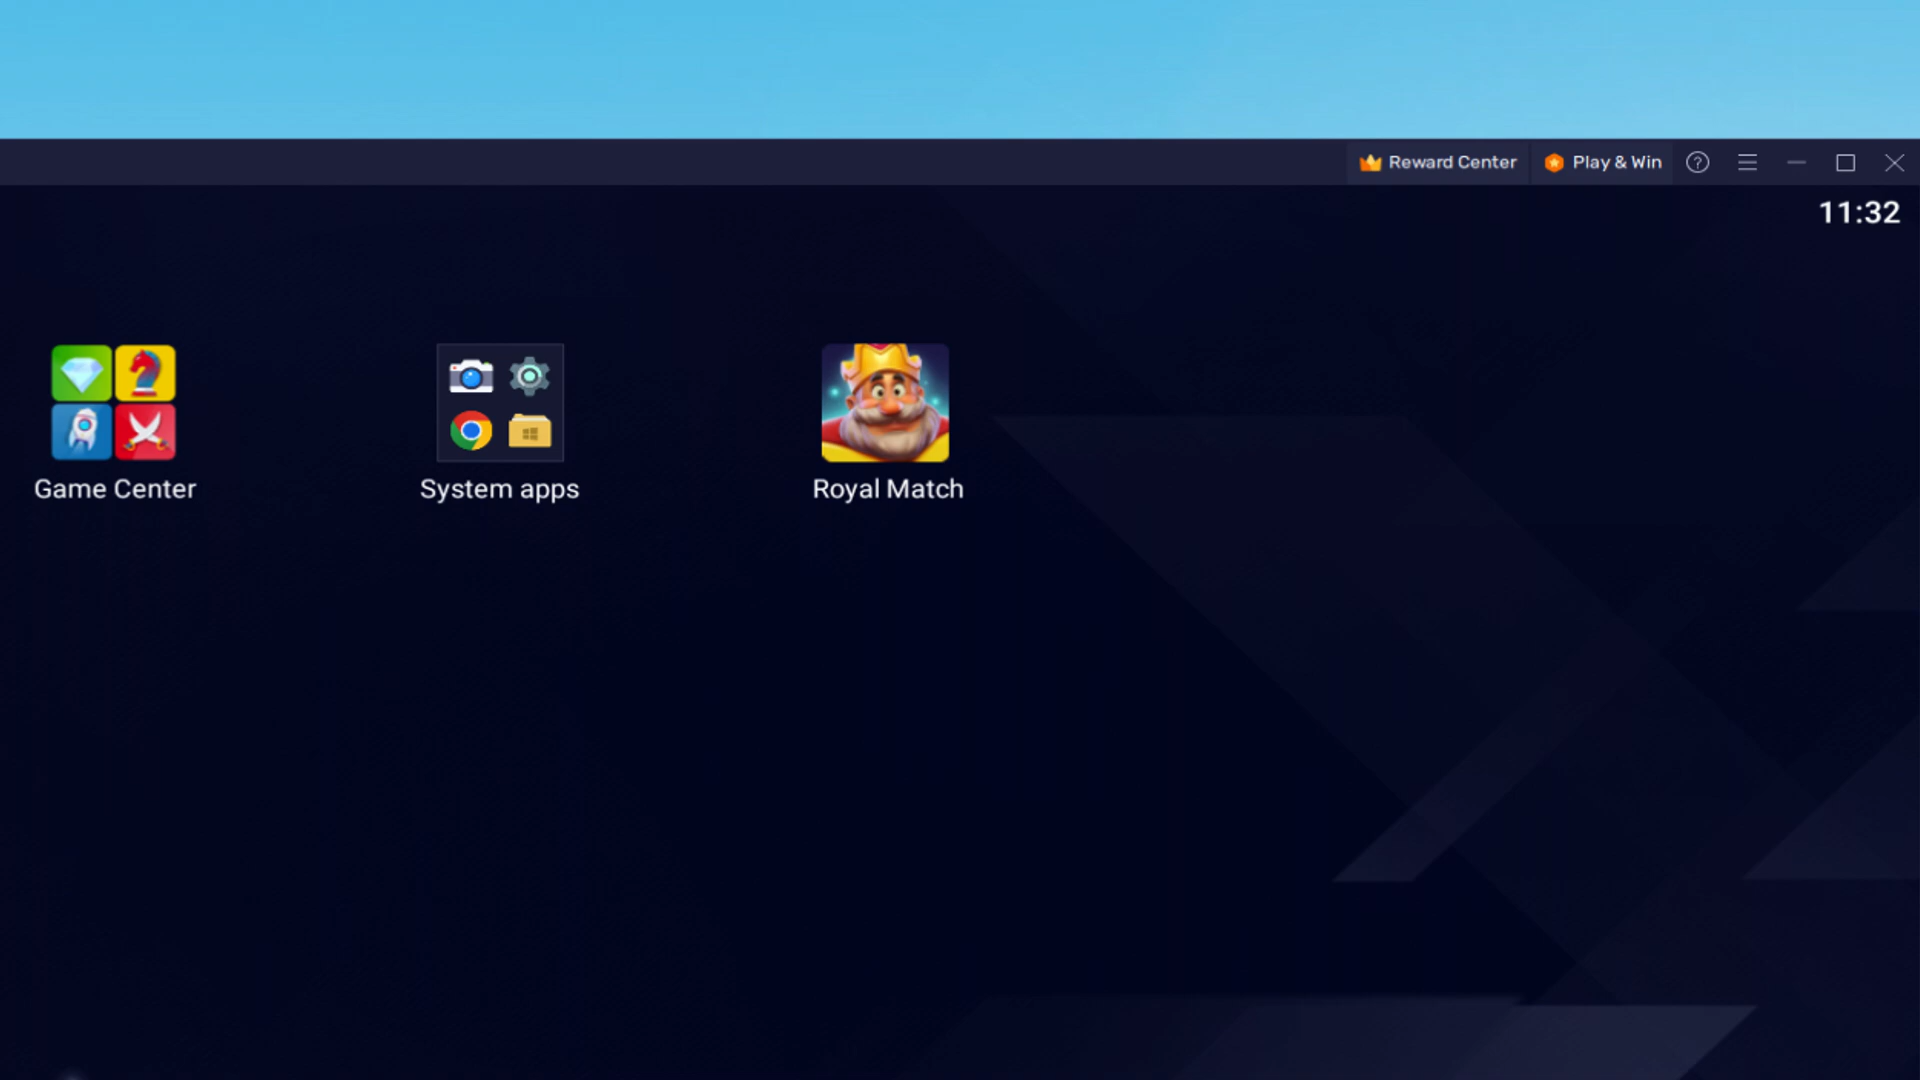 Reward Center
Play & Win
11:32
Game Center
System apps
Royal Match